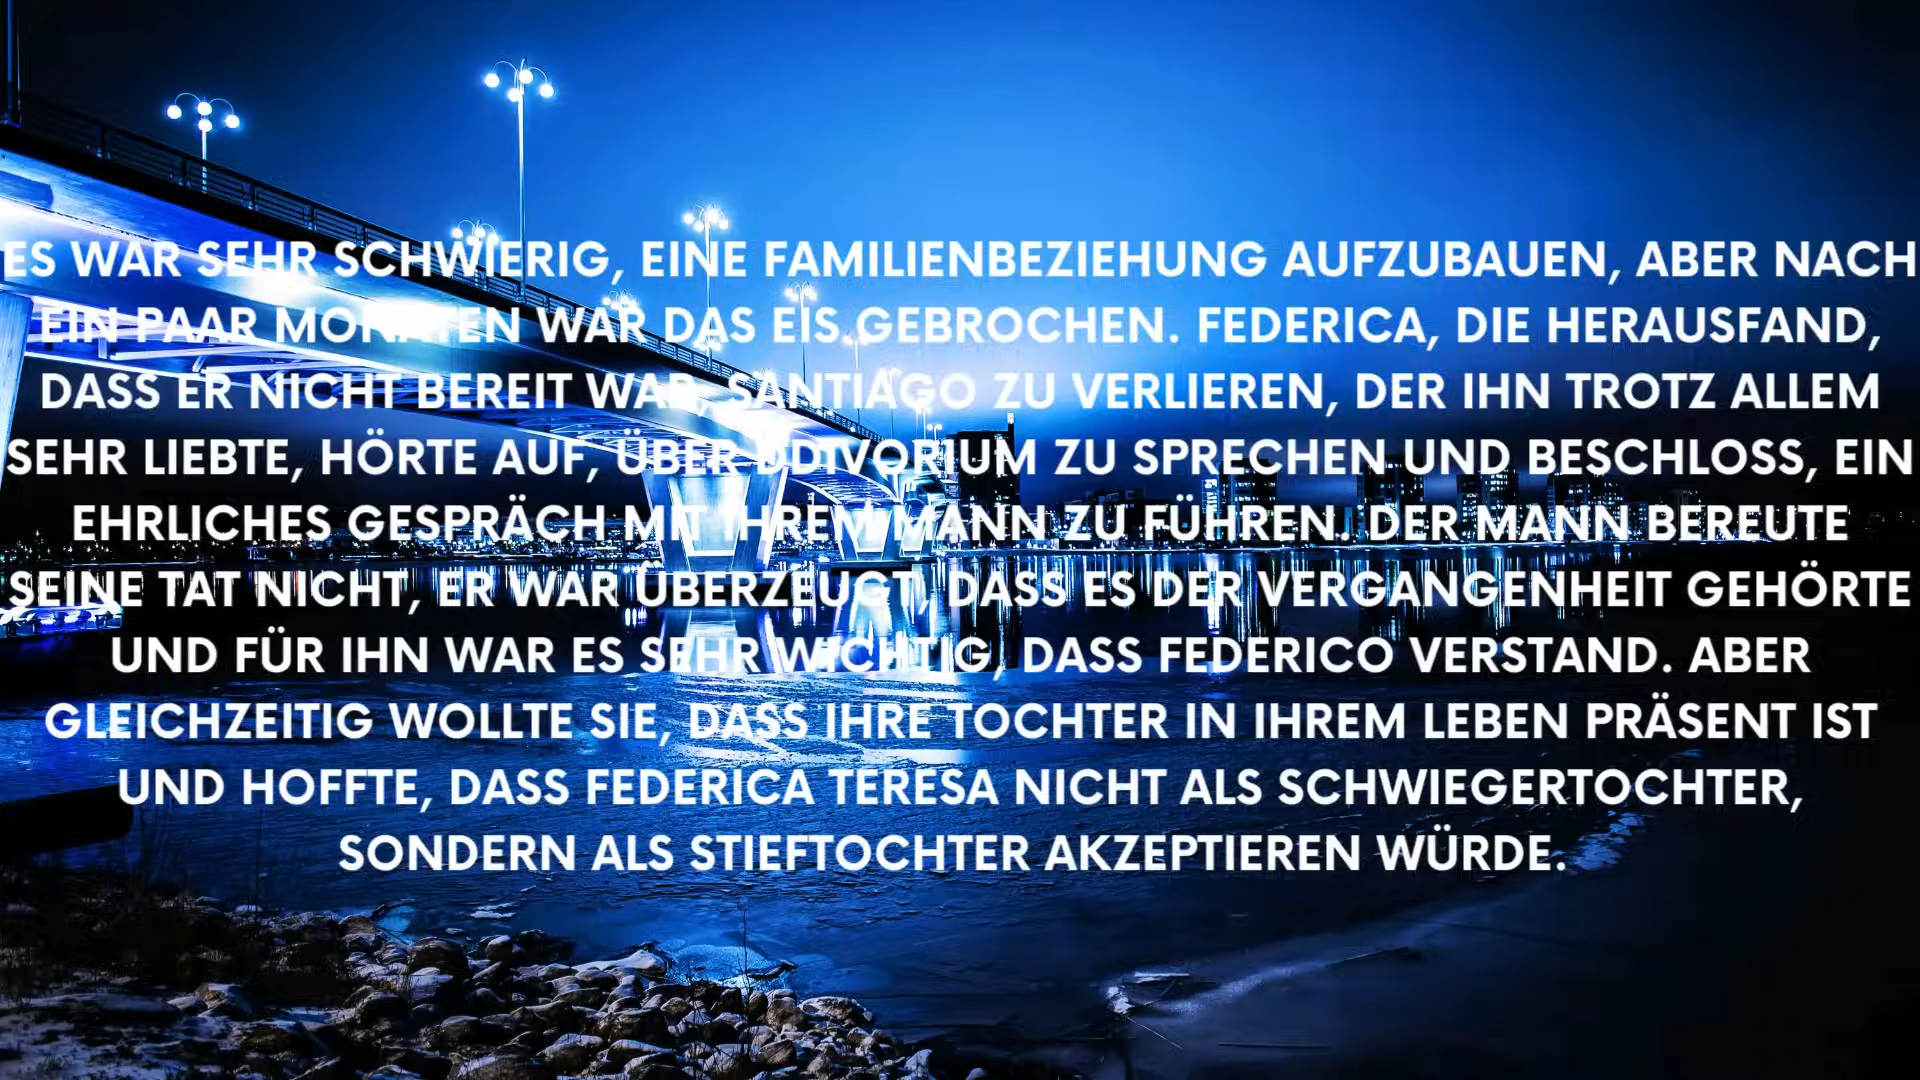 ES WAR SEHR SCHWIERIG, EINE FAMILIENBEZIEHUNG AUFZUBAUEN, ABER NACH
EIN PAAR MONATEN WAR DAS EIS GEBROCHEN. FEDERICA, DIE HERAUSFAND,
DASS ER NICHT BEREIT WAR, SANTIAGO ZU VERLIEREN, DER IHN TROTZ ALLEM
SEHR LIEBTE, HÖRTE AUF, ÜBER DDIVORIUM ZU SPRECHEN UND BESCHLOSS, EIN
EHRLICHES GESPRÄCH MIT IHREM MANN ZU FÜHREN. DER MANN BEREUTE
SEINE TAT NICHT, ER WAR ÜBERZEUGT, DASS ES DER VERGANGENHEIT GEHÖRTE
UND FÜR IHN WAR ES SEHR WICHTIG, DASS FEDERICO VERSTAND. ABER
GLEICHZEITIG WOLLTE SIE, DASS IHRE TOCHTER IN IHREM LEBEN PRÄSENT IST
UND HOFFTE, DASS FEDERICA TERESA NICHT ALS SCHWIEGERTOCHTER,
SONDERN ALS STIEFTOCHTER AKZEPTIEREN WÜRDE.